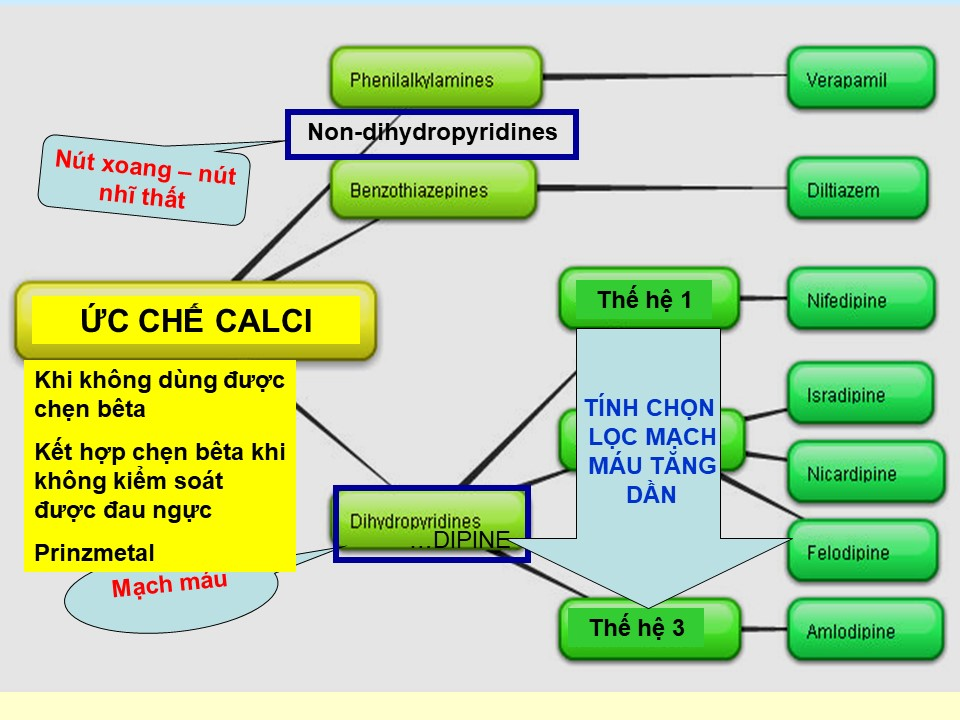 Phenilalkylamines
Verapamil
Non-dihydropyridines
Nút xoang – nút
nhĩ thất
Benzothiazepines
Diltiazem
ỨC CHẾ CALCI
Thế hệ 1
Nifedipine
Khi không dùng được
chẹn bêta
Kết hợp chẹn bêta khi
không kiểm soát
được đau ngực
Prinzmetal
TÍNH CHỌN
LỌC MẠCH
MÁU TĂNG
DẦN
Isradipine
Nicardipine
Felodipine
Dihydropyridines
...DIPINE
Mạch máu
Thế hệ 3
Amlodipine